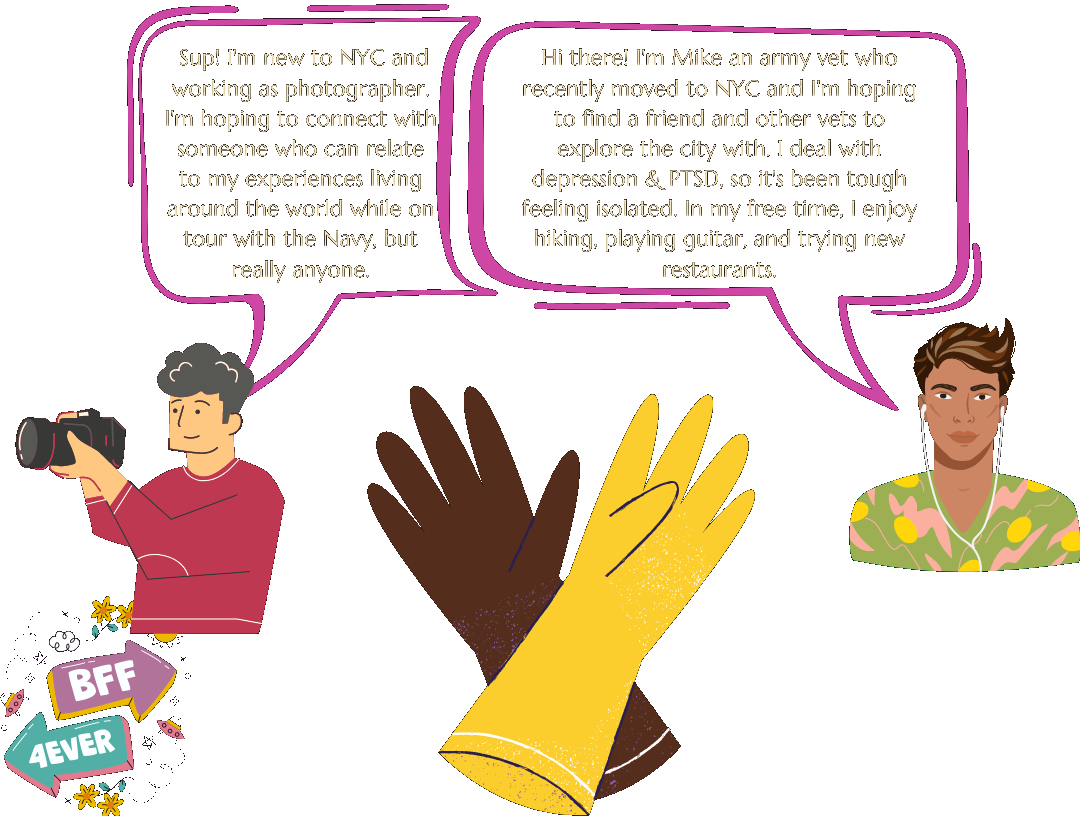 Sup! I'm new to NYC and
working as photographer.
I'm hoping to connect with
someone who can relate
to my experiences living
around the world while on
tour with the Navy, but
really anyone.
Hi there! I'm Mike an army vet who
recently moved to NYC and I'm hoping
to find a friend and other vets to
explore the city with. I deal with
depression & PTSD, so it's been tough
feeling isolated. In my free time, I enjoy
hiking, playing guitar, and trying new
restaurants.
BFF
4EVER